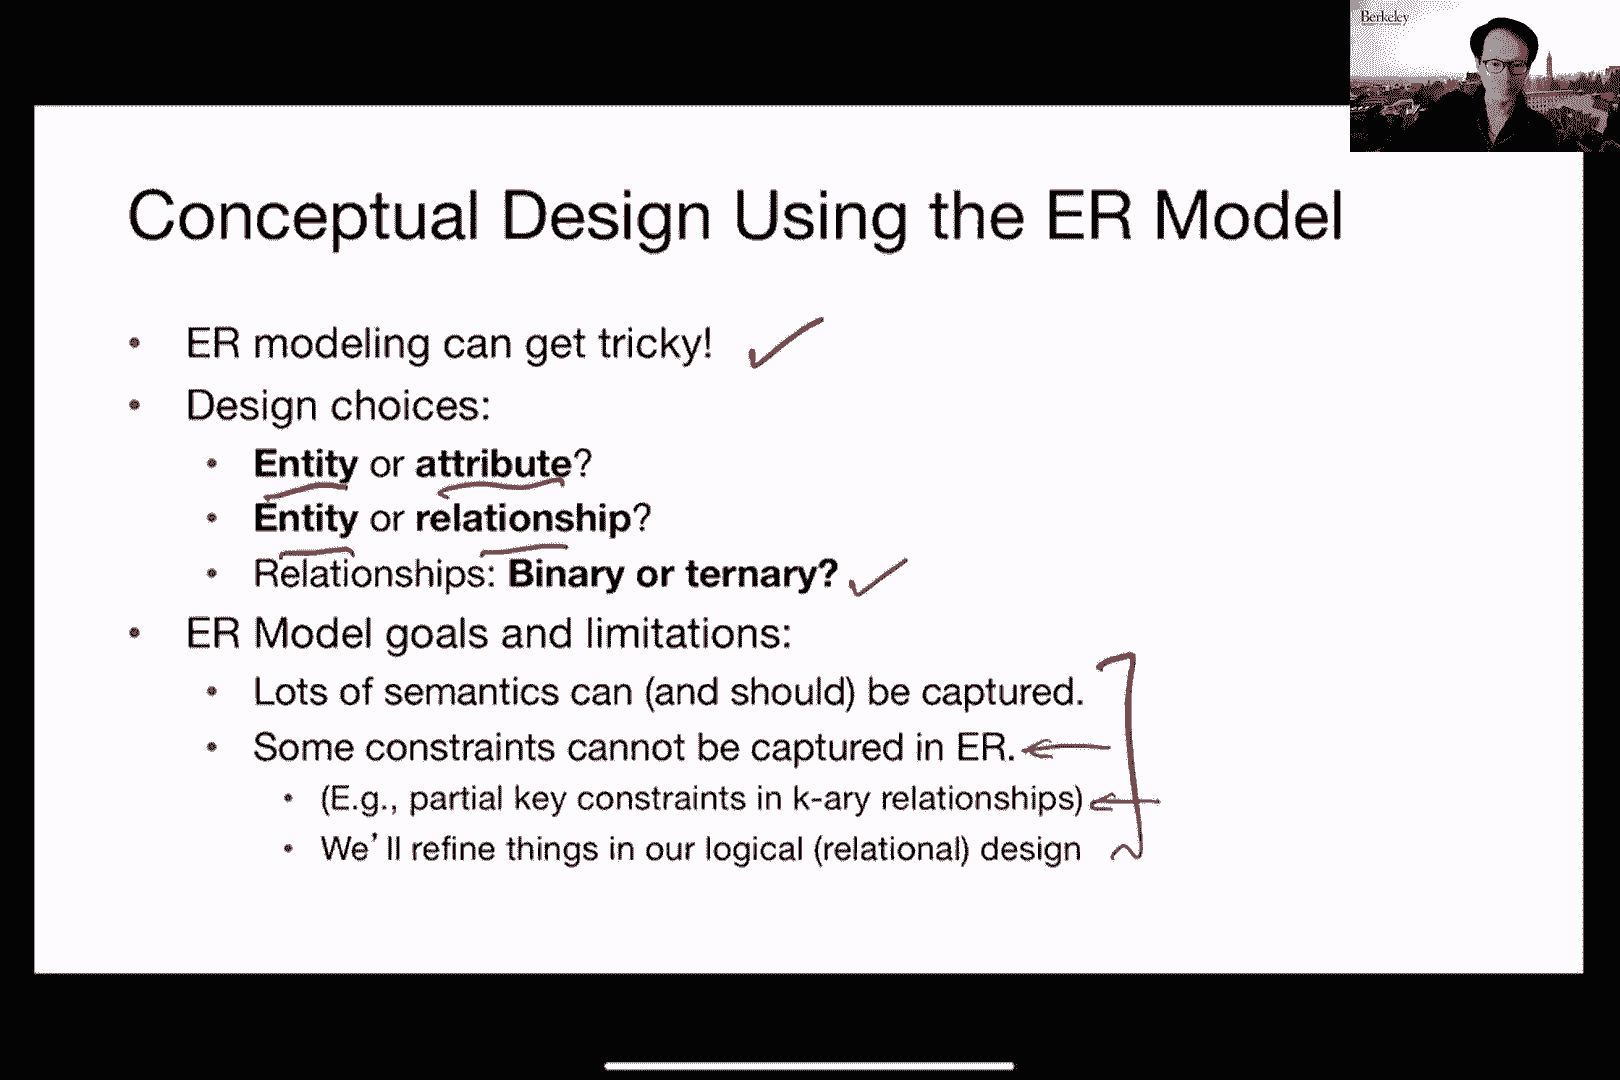 Berkeley
Conceptual Design Using the ER Model
• ER modeling can get tricky!
• Design choices:
• Entity or attribute?
• Entity or relationship?
• Relationships: Binary or ternary?
• ER Model goals and limitations:
• Lots of semantics can (and should) be captured.
• Some constraints cannot be captured in ER.
• (E.g., partial key constraints in k-ary relationships)
• We’ll refine things in our logical (relational) design